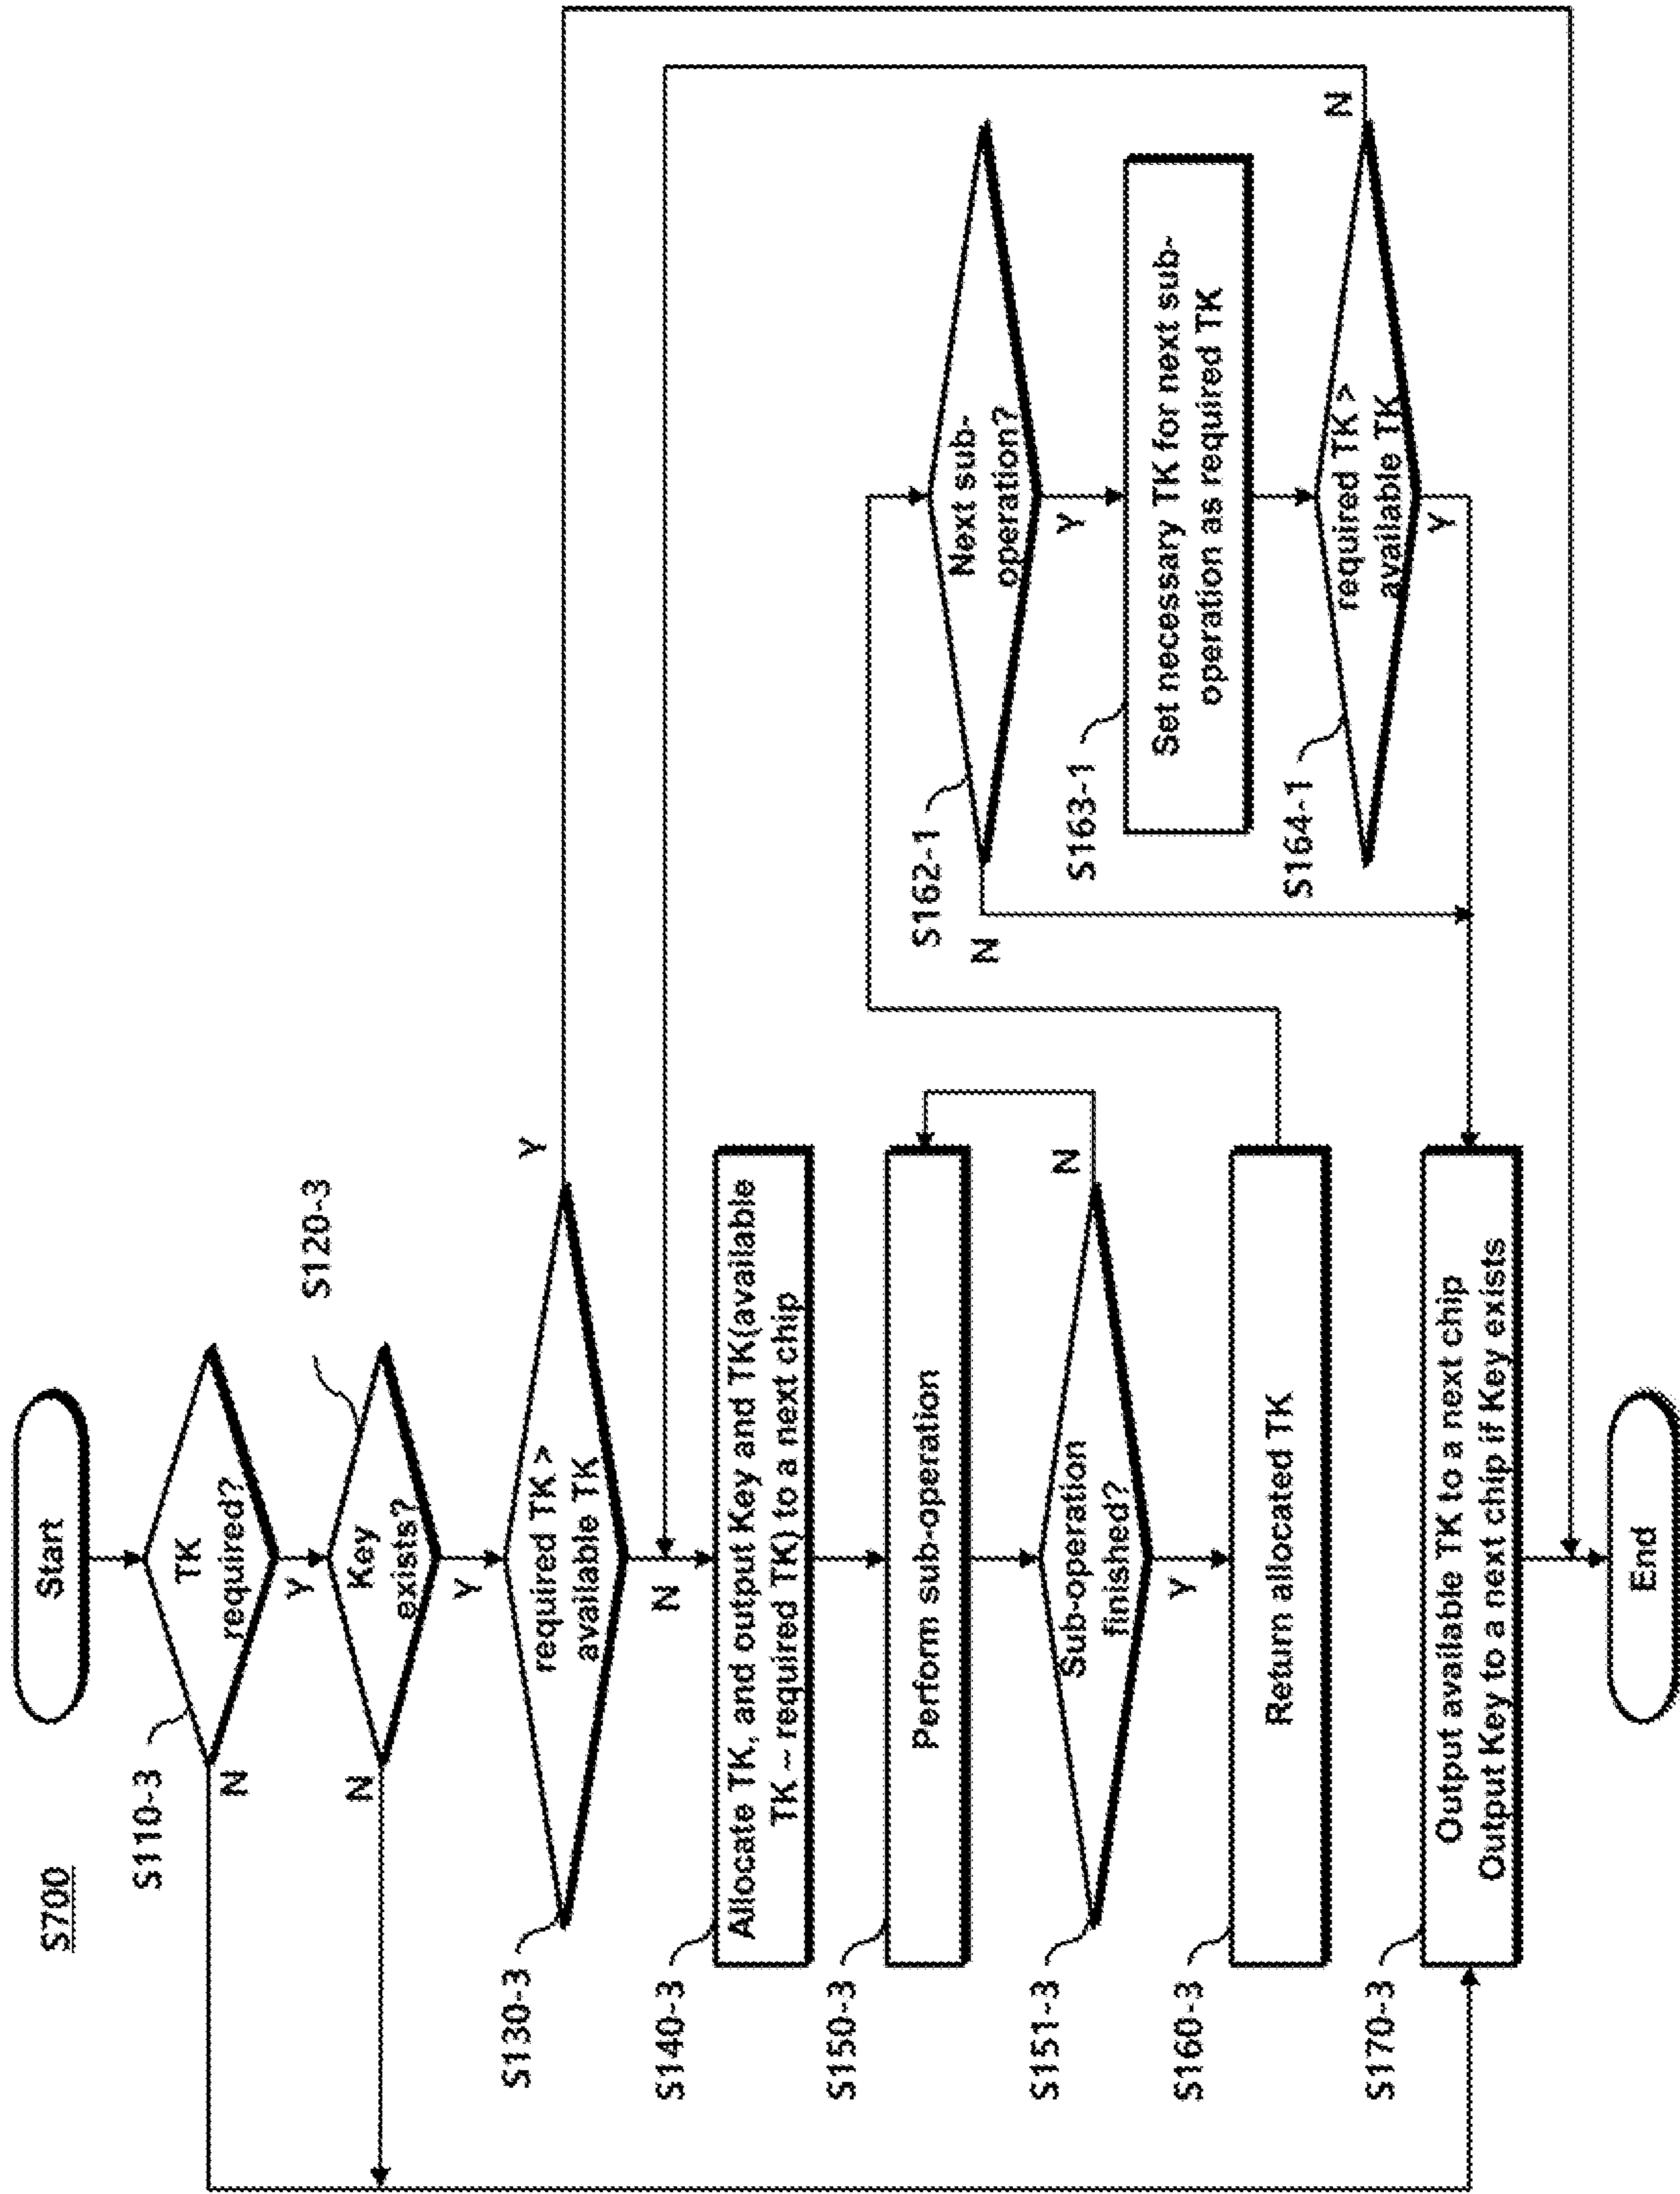 S700
Start
S110-3
TK
required?
N
Y
S120-3
Key
exists?
N
Y
S130-3
required TK >
available TK
Y
N
S140-3
Allocate TK, and output Key and TK(available
TK – required TK) to a next chip
S150-3
Perform sub-operation
S151-3
Sub-operation
finished?
N
Y
S160-3
Return allocated TK
S162-1
Next sub-
operation?
N
Y
S163-1
Set necessary TK for next sub-
operation as required TK
S164-1
required TK >
available TK
N
Y
S170-3
Output available TK to a next chip
Output Key to a next chip if Key exists
End